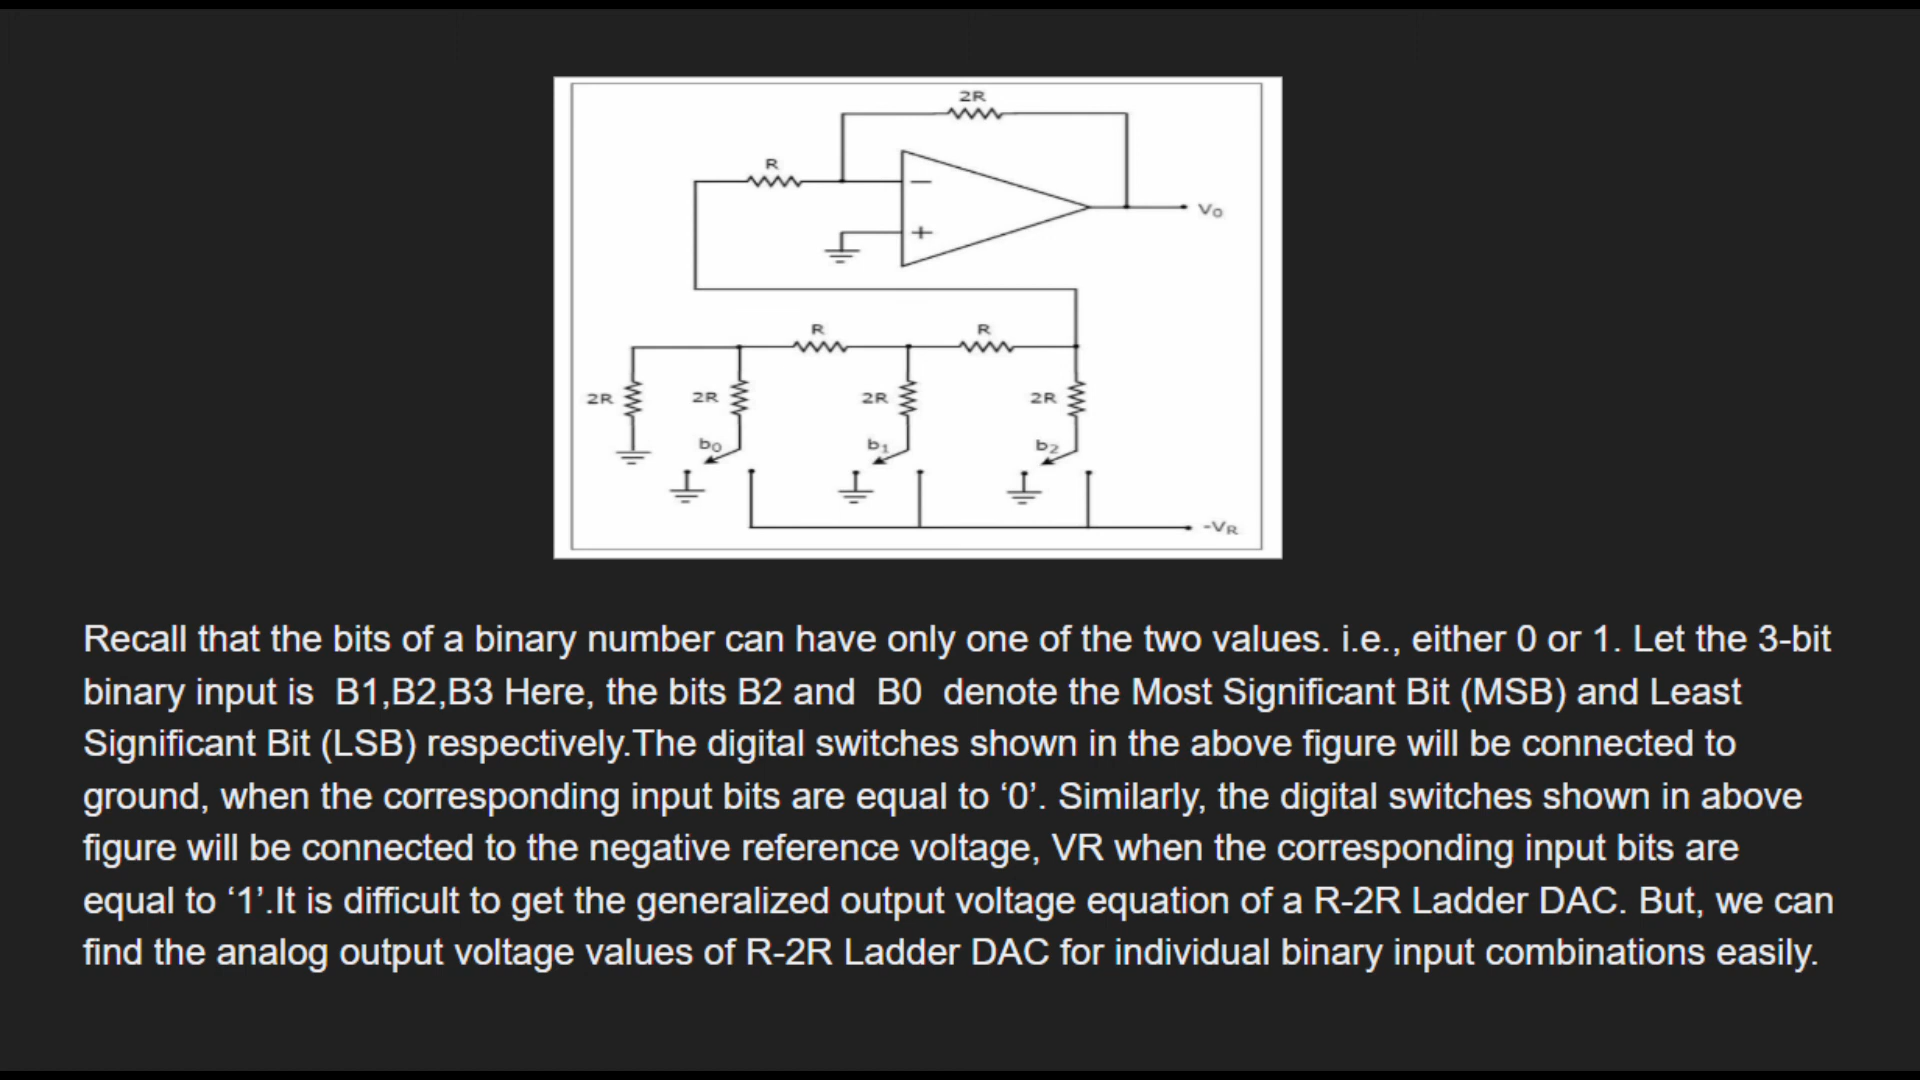 2R
R
−
+
V₀
R
R
2R
2R
2R
2R
b₀
b₁
b₂
-VR
Recall that the bits of a binary number can have only one of the two values. i.e., either 0 or 1. Let the 3-bit
binary input is B1,B2,B3 Here, the bits B2 and B0 denote the Most Significant Bit (MSB) and Least
Significant Bit (LSB) respectively.The digital switches shown in the above figure will be connected to
ground, when the corresponding input bits are equal to ‘0’. Similarly, the digital switches shown in above
figure will be connected to the negative reference voltage, VR when the corresponding input bits are
equal to ‘1’.It is difficult to get the generalized output voltage equation of a R-2R Ladder DAC. But, we can
find the analog output voltage values of R-2R Ladder DAC for individual binary input combinations easily.